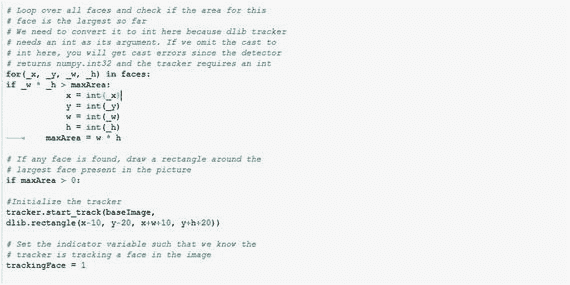 # Loop over all faces and check if the area for this
# face is the largest so far
# We need to convert it to int here because dlib tracker
# needs an int as its argument. If we omit the cast to
# int here, you will get cast errors since the detector
# returns numpy.int32 and the tracker requires an int
for(_x, _y, _w, _h) in faces:
if _w * _h > maxArea:
x = int(_x)
y = int(_y)
w = int(_w)
h = int(_h)
maxArea = w * h
# If any face is found, draw a rectangle around the
# largest face present in the picture
if maxArea > 0:
#Initialize the tracker
tracker.start_track(baseImage,
dlib.rectangle(x-10, y-20, x+w+10, y+h+20))
# Set the indicator variable such that we know the
# tracker is tracking a face in the image
trackingFace = 1